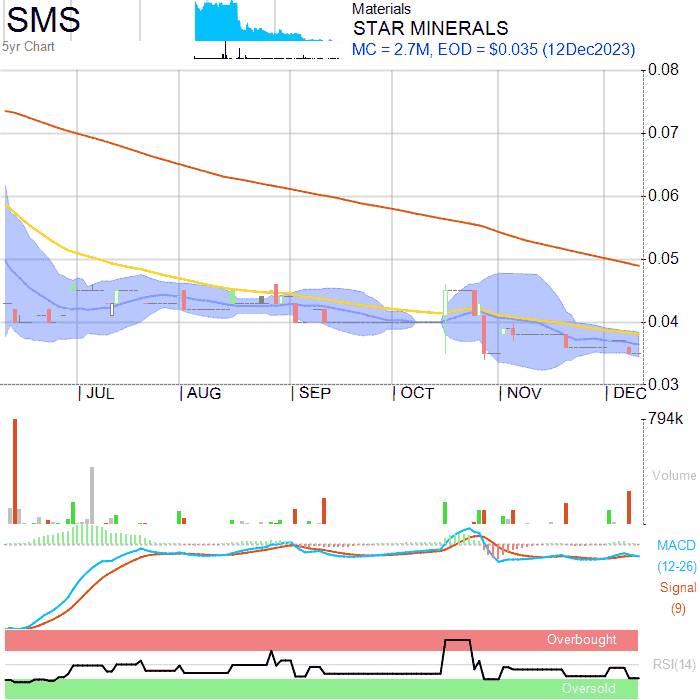 SMS
5yr Chart
Materials
STAR MINERALS
MC = 2.7M, EOD = $0.035 (12Dec2023)
0.08
0.07
0.06
0.05
0.04
0.03
JUL AUG SEP OCT NOV DEC
794k
Volume
MACD
(12-26)
Signal
(9)
Overbought
RSI(14)
Oversold